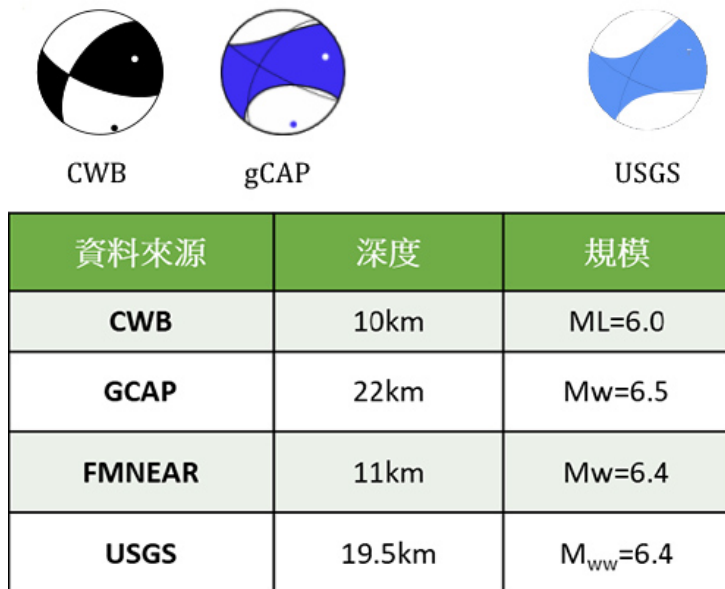 CWB gCAP USGS
資料來源 深度 規模
CWB 10km ML=6.0
GCAP 22km Mw=6.5
FMNEAR 11km Mw=6.4
USGS 19.5km Mww=6.4